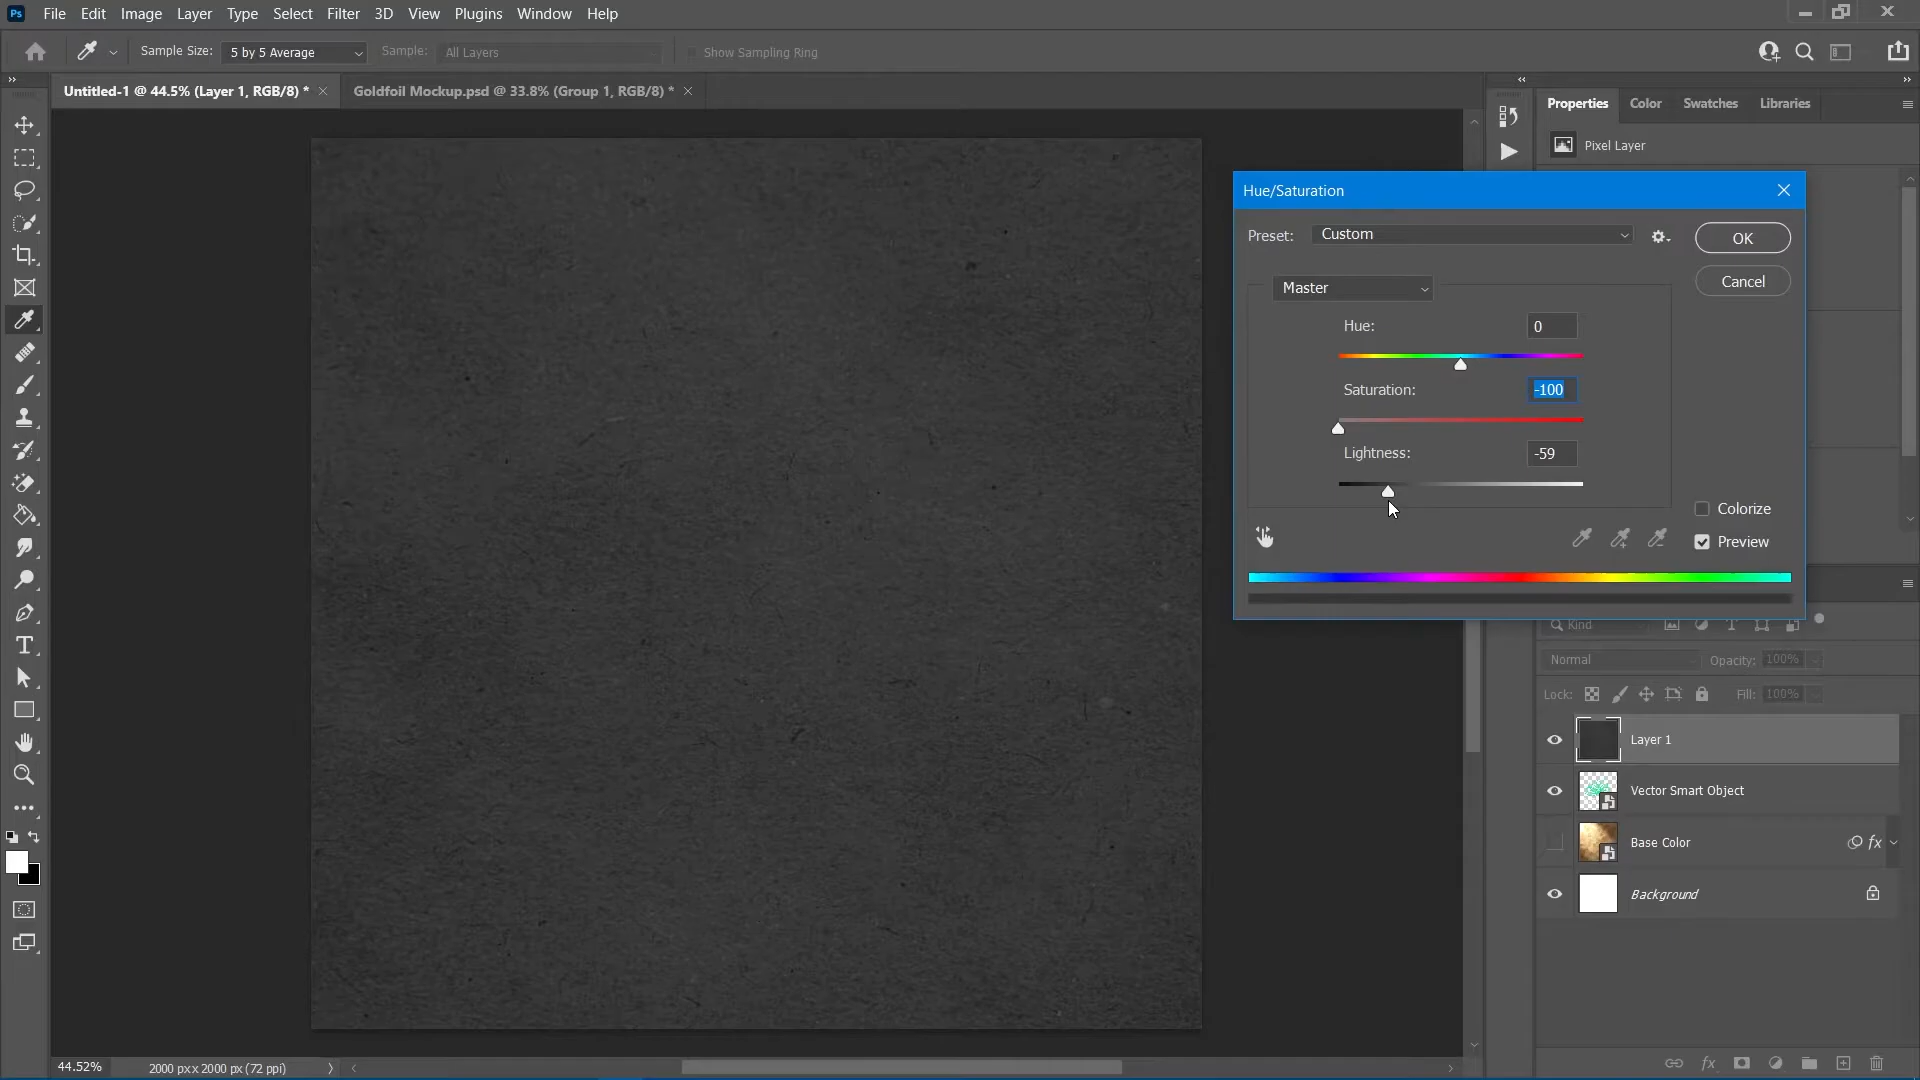 Ps File Edit Image Layer Type Select Filter 3D View Plugins Window Help
Sample Size: 5 by 5 Average Sample: All Layers Show Sampling Ring
Untitled-1 @ 44.5% (Layer 1, RGB/8) * Goldfoil Mockup.psd @ 33.8% (Group 1, RGB/8) *
Properties Color Swatches Libraries
Pixel Layer
Hue/Saturation
Preset: Custom
OK
Cancel
Master
Hue: 0
Saturation: -100
Lightness: -59
Colorize
Preview
Kind
Normal Opacity: 100%
Lock: Fill: 100%
Layer 1
Vector Smart Object
Base Color fx
Background
fx
44.52% 2000 px x 2000 px (72 ppi)